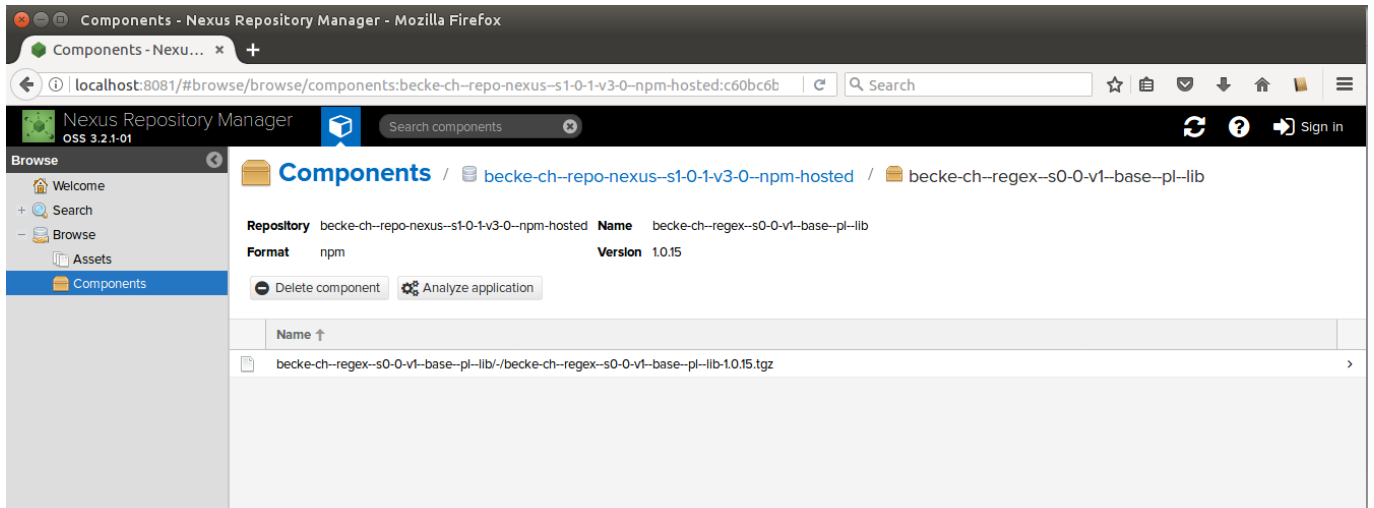 Components - Nexus Repository Manager - Mozilla Firefox
Components - Nexu... ×
localhost:8081/#browse/browse/components:becke-ch--repo-nexus--s1-0-1-v3-0--npm-hosted:c60bc6b
Search
Nexus Repository Manager
OSS 3.2.1-01
Search components
Sign in
Browse
Welcome
Search
Browse
Assets
Components
Components / becke-ch--repo-nexus--s1-0-1-v3-0--npm-hosted / becke-ch--regex--s0-0-v1--base--pl--lib
Repository becke-ch--repo-nexus--s1-0-1-v3-0--npm-hosted Name becke-ch--regex--s0-0-v1--base--pl--lib
Format npm Version 1.0.15
Delete component Analyze application
Name
becke-ch--regex--s0-0-v1--base--pl--lib/-/becke-ch--regex--s0-0-v1--base--pl--lib-1.0.15.tgz